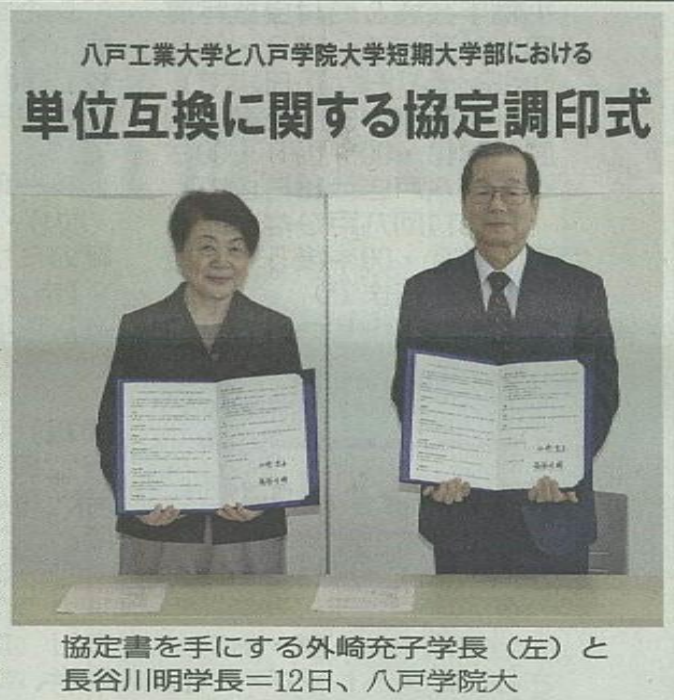 八戸工業大学と八戸学院大学短期大学部における
単位互換に関する協定調印式
協定書を手にする外崎充子学長（左）と
長谷川明学長＝12日、八戸学院大